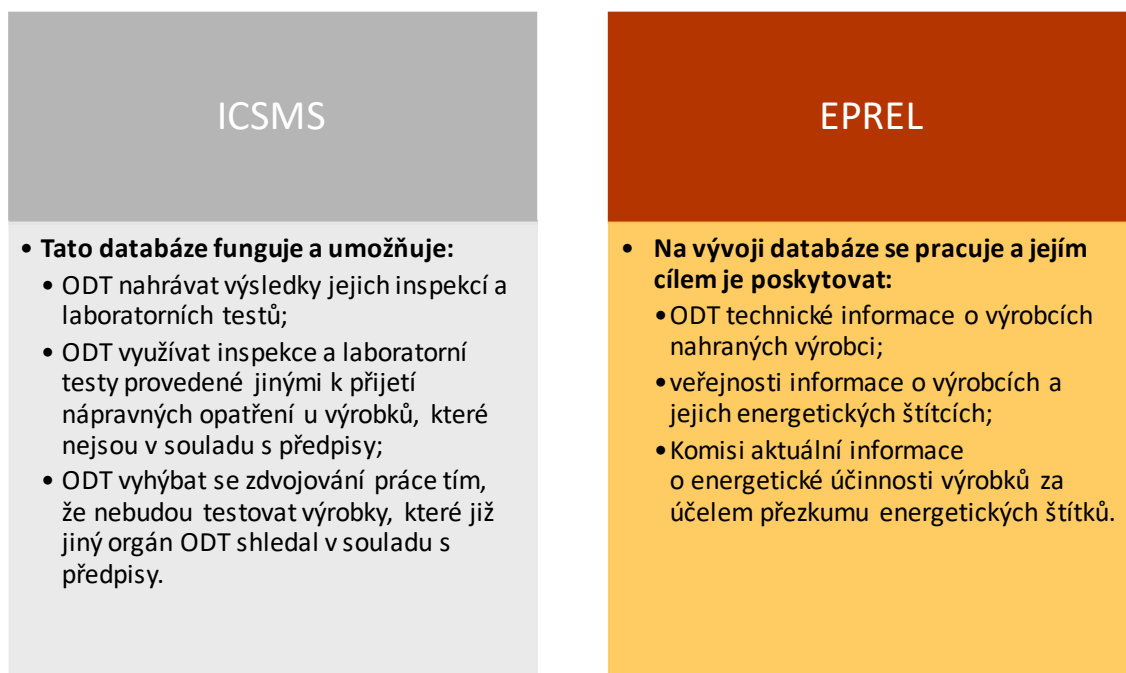 ICSMS
• Tato databáze funguje a umožňuje:
• ODT nahrávat výsledky jejich inspekcí a
laboratorních testů;
• ODT využívat inspekce a laboratorní
testy provedené jinými k přijetí
nápravných opatření u výrobků, které
nejsou v souladu s předpisy;
• ODT vyhýbat se zdvojování práce tím,
že nebudou testovat výrobky, které již
jiný orgán ODT shledal v souladu s
předpisy.
EPREL
• Na vývoji databáze se pracuje a jejím
cílem je poskytovat:
•ODT technické informace o výrobcích
nahraných výrobci;
•veřejnosti informace o výrobcích a
jejich energetických štítcích;
•Komisi aktuální informace
o energetické účinnosti výrobků za
účelem přezkumu energetických štítků.